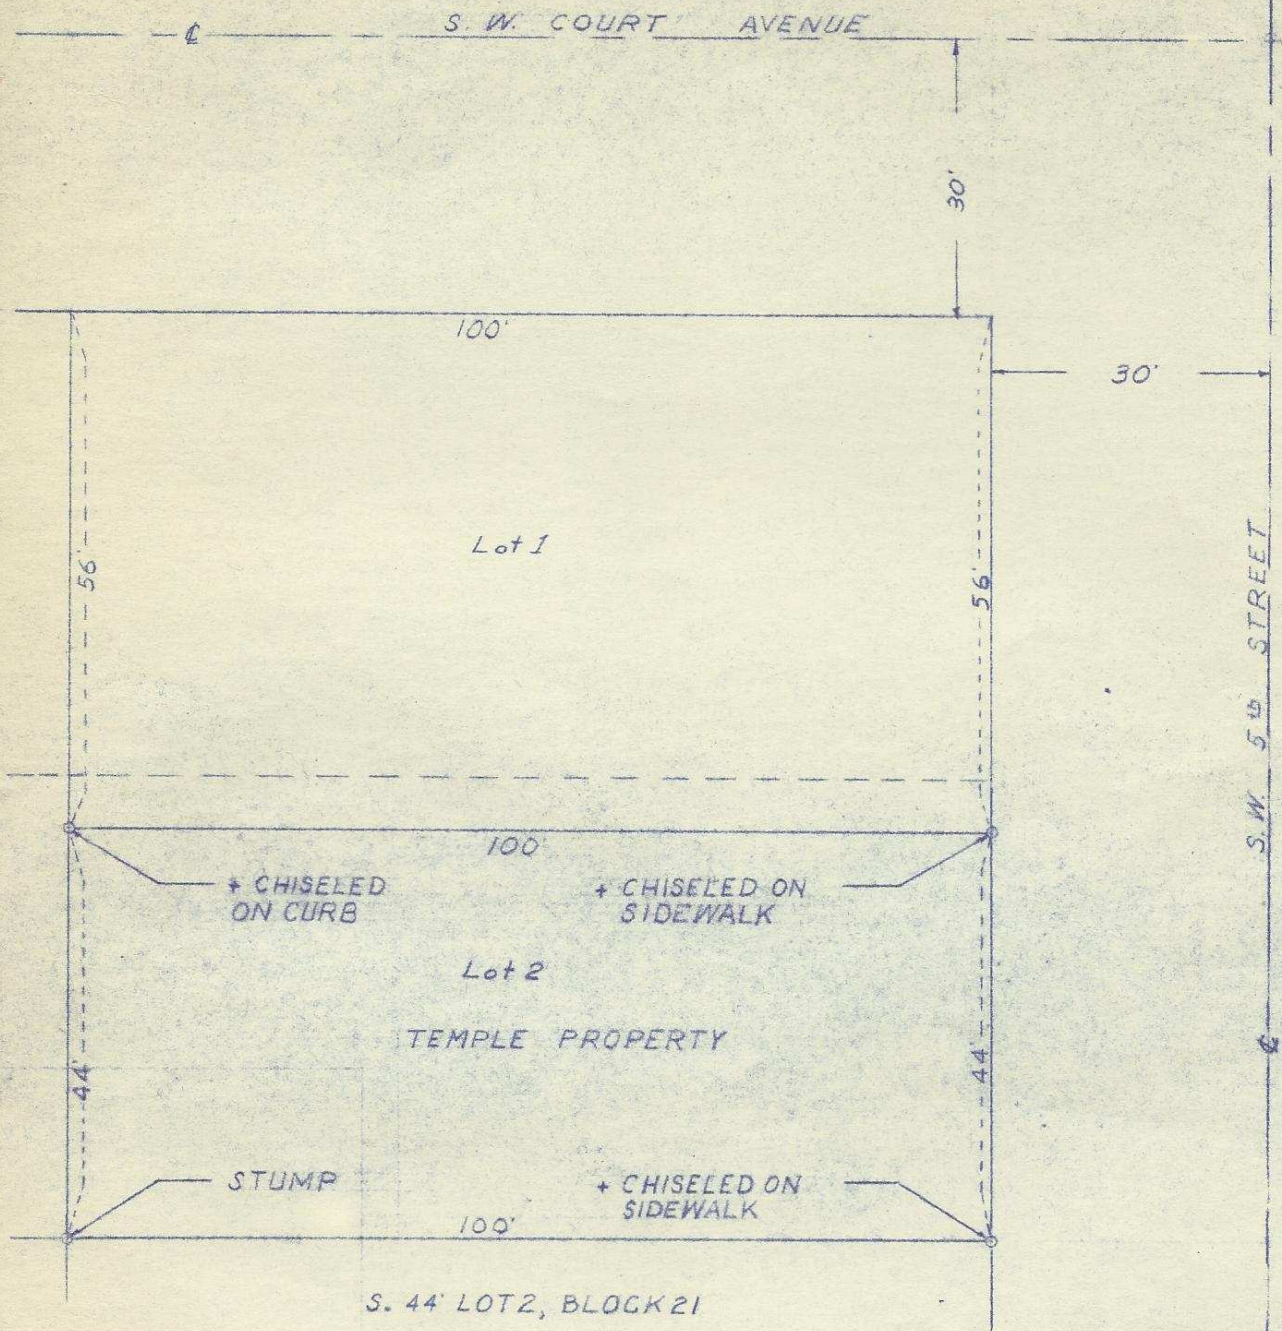 S. W. COURT AVENUE
℄
30'
100'
30'
Lot 1
56'
56'
S. W. 5th STREET
℄
100'
+ CHISELED
ON CURB
+ CHISELED ON
SIDEWALK
Lot 2
TEMPLE PROPERTY
44'
44'
STUMP
+ CHISELED ON
SIDEWALK
100'
S. 44' LOT 2, BLOCK 21